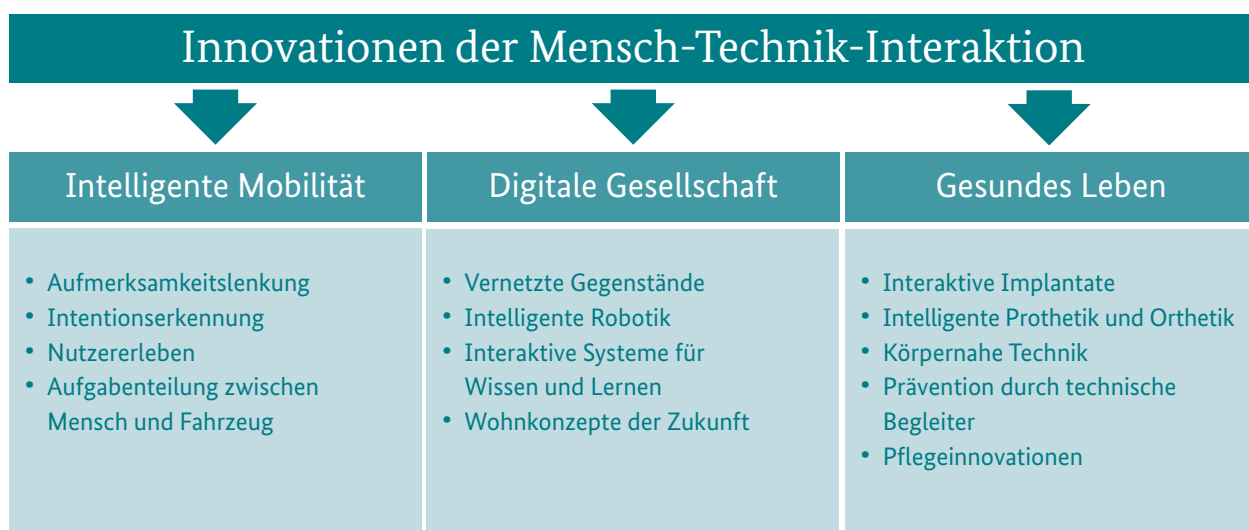 Innovationen der Mensch-Technik-Interaktion
Intelligente Mobilität
• Aufmerksamkeitslenkung
• Intentionserkennung
• Nutzererleben
• Aufgabenteilung zwischen
Mensch und Fahrzeug
Digitale Gesellschaft
• Vernetzte Gegenstände
• Intelligente Robotik
• Interaktive Systeme für
Wissen und Lernen
• Wohnkonzepte der Zukunft
Gesundes Leben
• Interaktive Implantate
• Intelligente Prothetik und Orthetik
• Körpernahe Technik
• Prävention durch technische
Begleiter
• Pflegeinnovationen